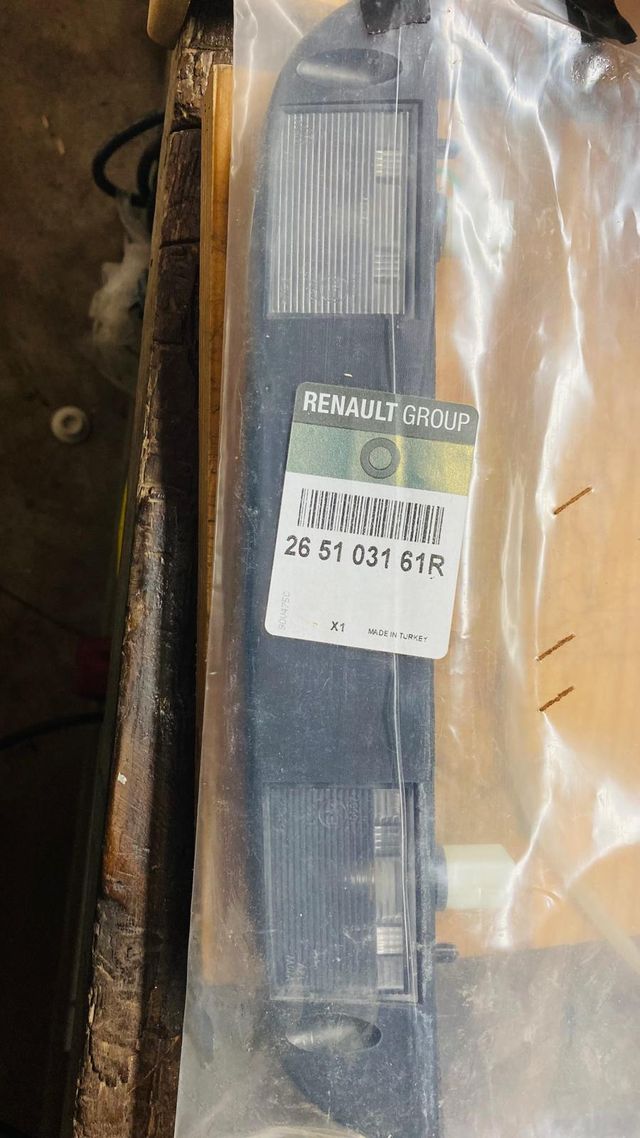 RENAULT GROUP
26 51 031 61R
X1 MADE IN TURKEY